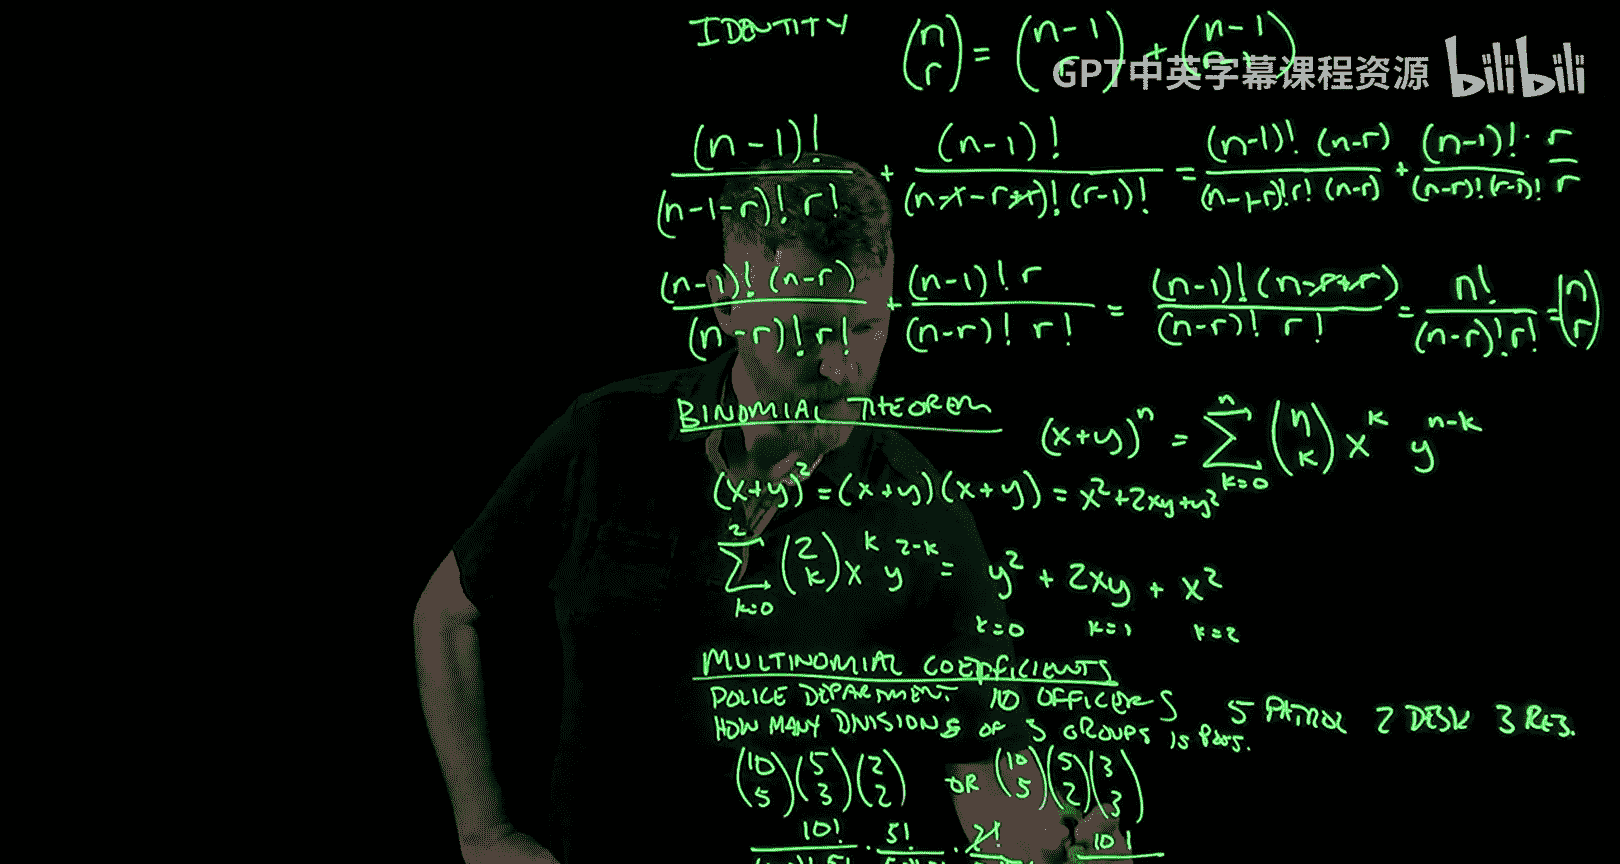 IDENTITY (n r) = (n-1 r) + (n-1 r-1)
GPT中英字幕课程资源 bilibili
(n-1)! / (n-1-r)! r! + (n-1)! / (n-1-r+1)! (r-1)! = (n-1)! (n-r) / (n-1-r)! r! (n-r) + (n-1)! · r / (n-r)! (r-1)! r
(n-1)! (n-r) / (n-r)! r! + (n-1)! r / (n-r)! r! = (n-1)! (n-r+r) / (n-r)! r! = n! / (n-r)! r! = (n r)
BINOMIAL THEOREM (x+y)^n = ∑_{k=0}^{n} (n k) x^k y^{n-k}
(x+y)^2 = (x+y)(x+y) = x^2+2xy+y^2
∑_{k=0}^{2} (2 k) x^k y^{2-k} = y^2 + 2xy + x^2
k=0 k=1 k=2
MULTINOMIAL COEFFICIENTS
POLICE DEPARTMENT 10 OFFICERS 5 PATROL 2 DESK 3 RES.
HOW MANY DIVISIONS OF 3 GROUPS IS POSS.
(10 5)(5 3)(2 2) OR (10 5)(5 2)(3 3)
10! · 5! · 2! 10!